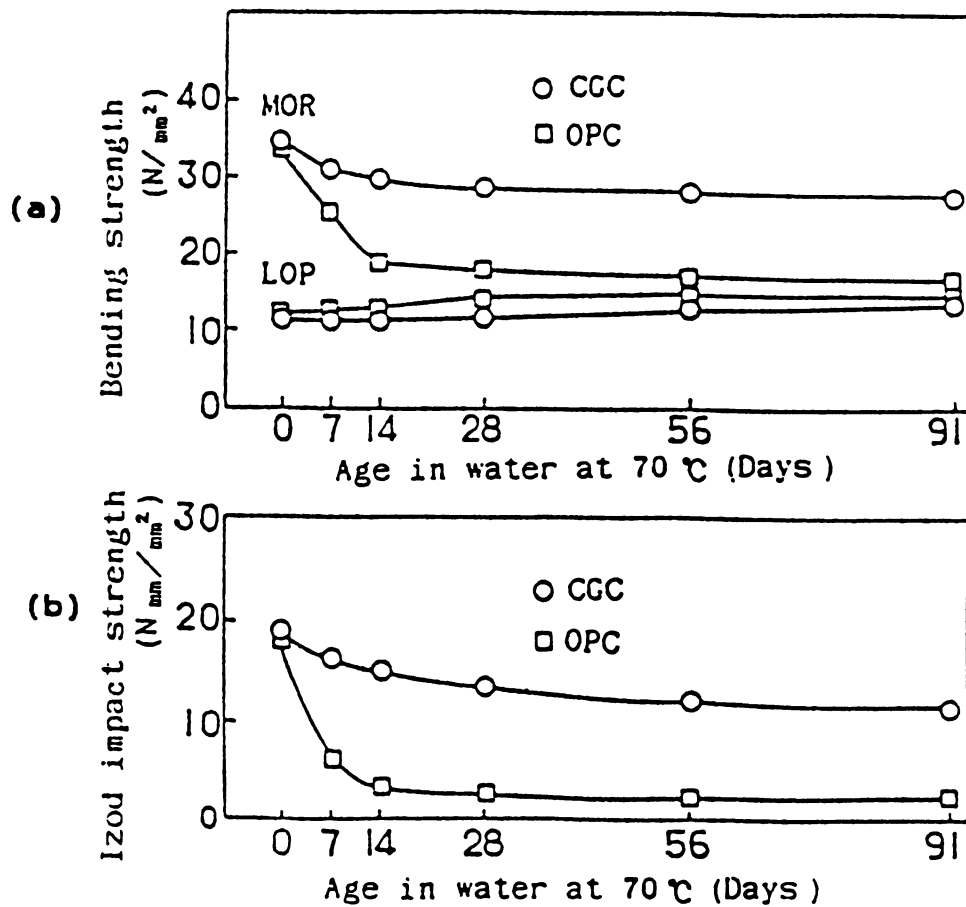 (a)
Bending strength
(N/mm²)
40
30
20
10
0
MOR
LOP
○ CGC
□ OPC
0 7 14 28 56 91
Age in water at 70 ℃ (Days)
(b)
Izod impact strength
(Nmm/mm²)
30
20
10
0
○ CGC
□ OPC
0 7 14 28 56 91
Age in water at 70℃ (Days)